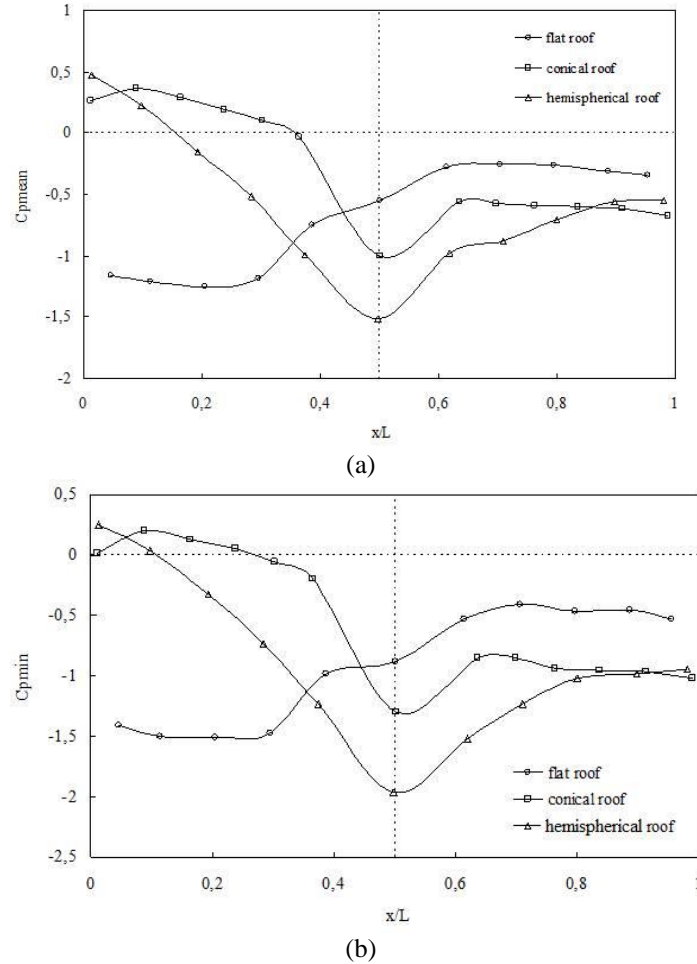 1
0,5
0
-0,5
-1
-1,5
-2
Cpmean
flat roof
conical roof
hemispherical roof
0 0,2 0,4 0,6 0,8 1
x/L
(a)
0,5
0
-0,5
-1
-1,5
-2
-2,5
Cpmin
flat roof
conical roof
hemispherical roof
0 0,2 0,4 0,6 0,8 1
x/L
(b)